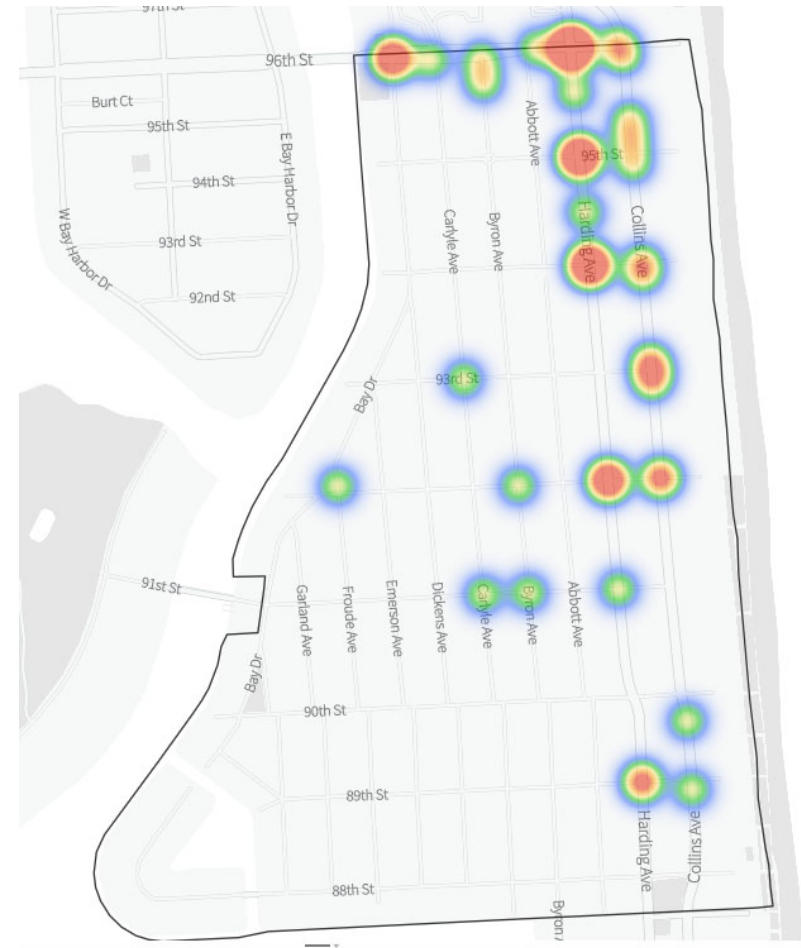 97th St
96th St
Burt Ct
95th St
E Bay Harbor Dr
Abbott Ave
95th St
94th St
W Bay Harbor Dr
93rd St
Carlyle Ave
Byron Ave
Harding Ave
Collins Ave
92nd St
93rd St
Bay Dr
91st St
Garland Ave
Froude Ave
Emerson Ave
Dickens Ave
Carlyle Ave
Byron Ave
Abbott Ave
Bay Dr
90th St
89th St
Harding Ave
Collins Ave
88th St
Byron